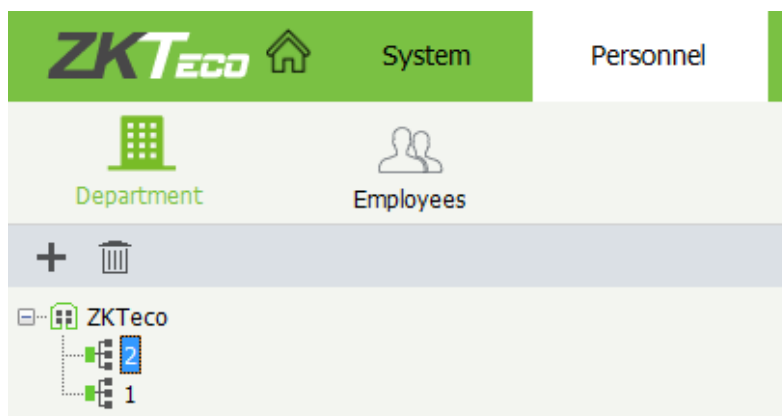 ZKTECO System Personnel
Department Employees
ZKTeco
2
1